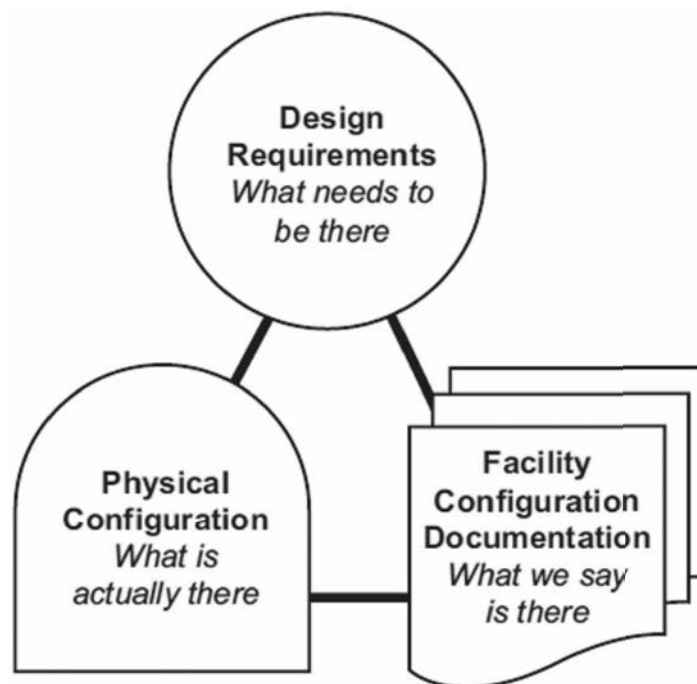 Design
Requirements
What needs to
be there
Physical
Configuration
What is
actually there
Facility
Configuration
Documentation
What we say
is there